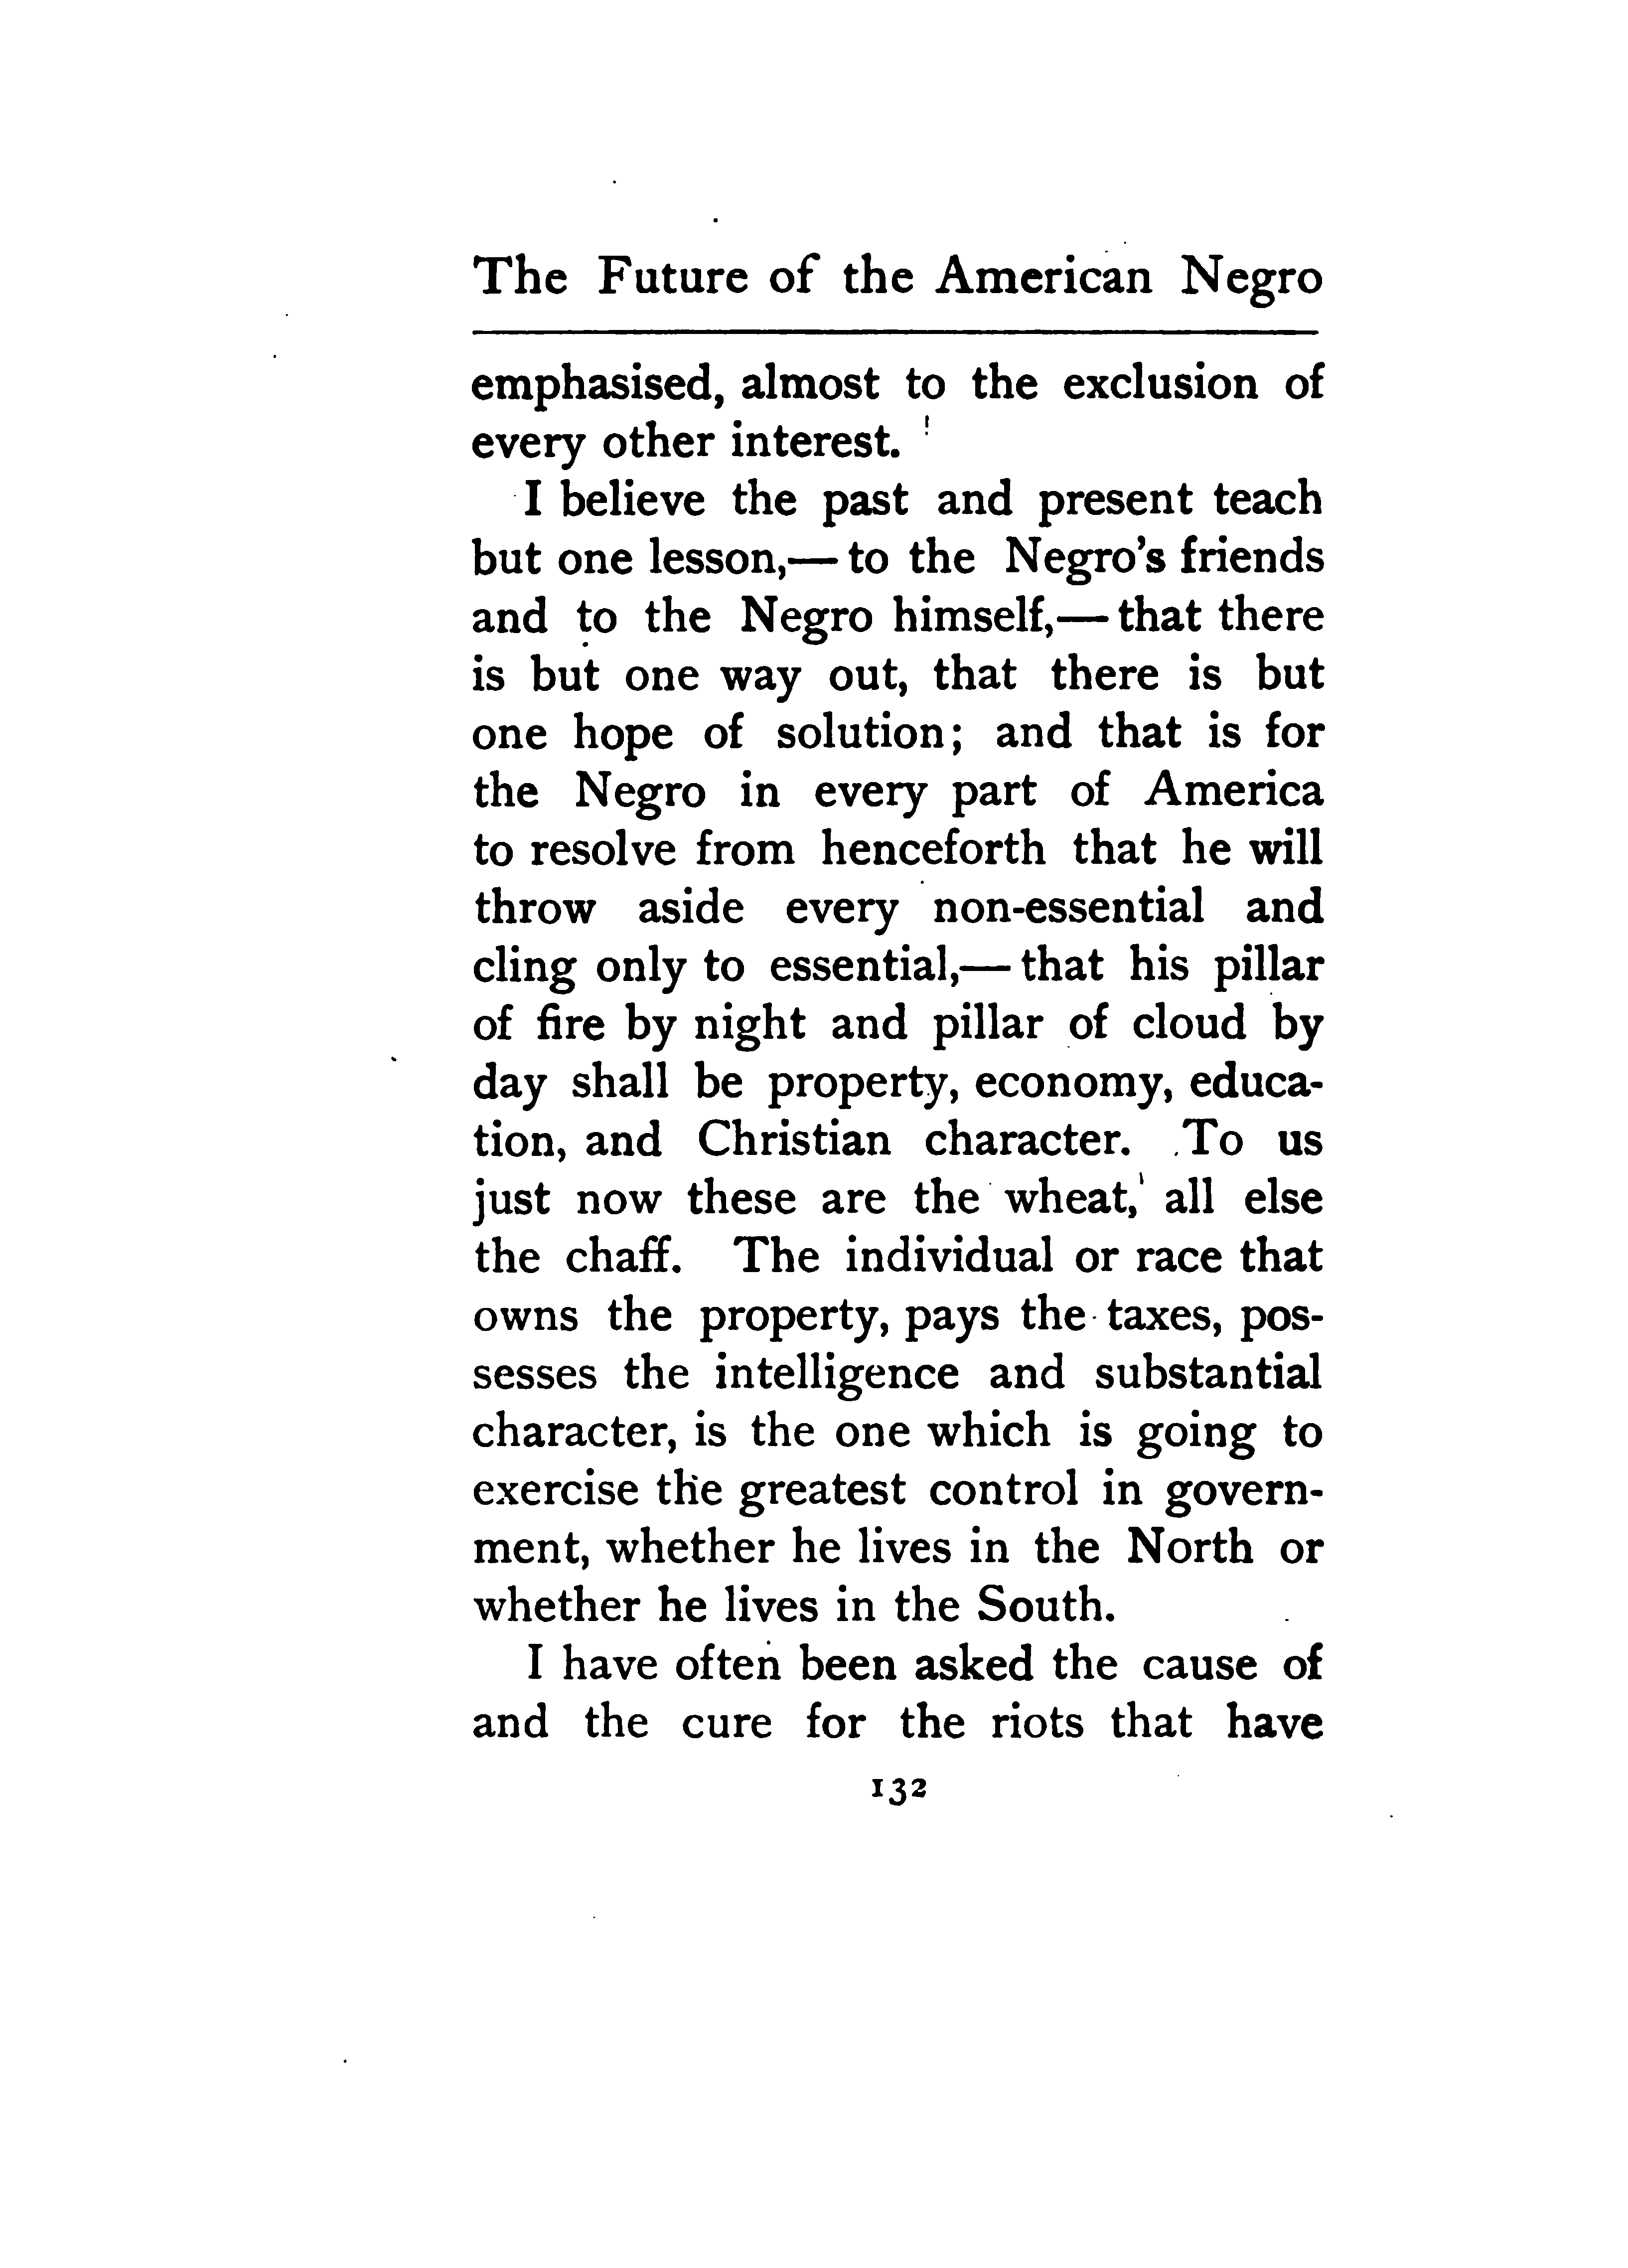 The Future of the American Negro
emphasised, almost to the exclusion of
every other interest.
I believe the past and present teach
but one lesson,—to the Negro's friends
and to the Negro himself,—that there
is but one way out, that there is but
one hope of solution; and that is for
the Negro in every part of America
to resolve from henceforth that he will
throw aside every non-essential and
cling only to essential,—that his pillar
of fire by night and pillar of cloud by
day shall be property, economy, educa-
tion, and Christian character. To us
just now these are the wheat, all else
the chaff. The individual or race that
owns the property, pays the taxes, pos-
sesses the intelligence and substantial
character, is the one which is going to
exercise the greatest control in govern-
ment, whether he lives in the North or
whether he lives in the South.
I have often been asked the cause of
and the cure for the riots that have
132